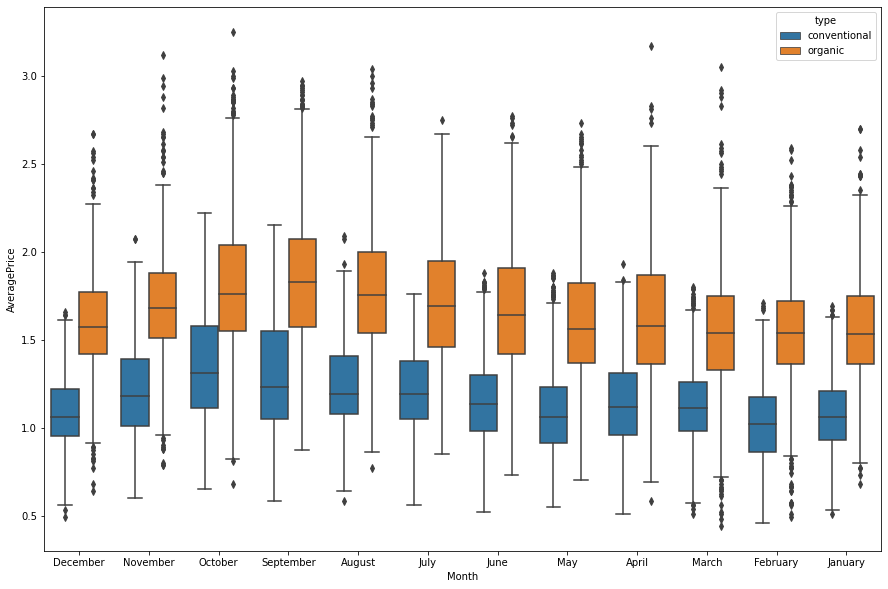 type
conventional
organic
3.0
2.5
2.0
1.5
1.0
0.5
AveragePrice
December November October September August July June May April March February January
Month